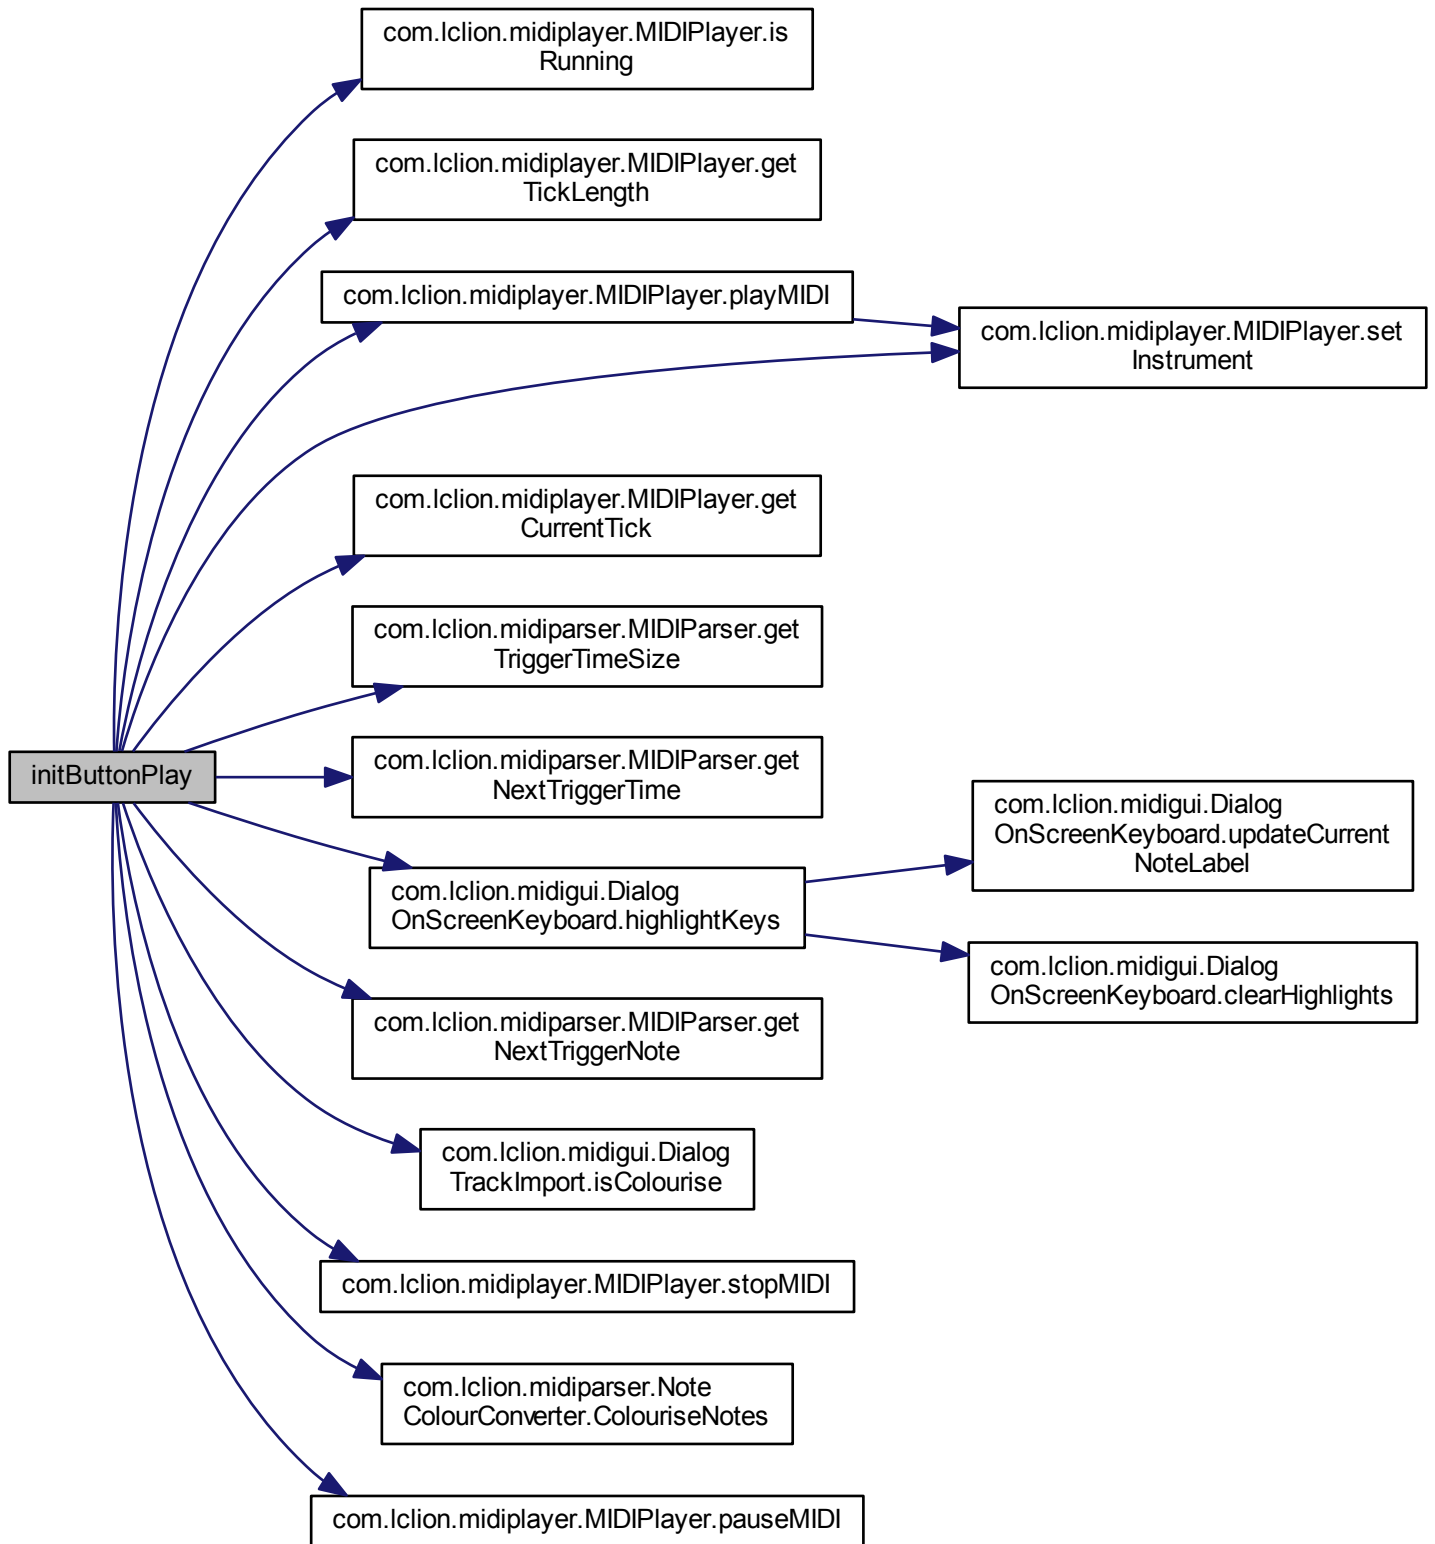 com.lclion.midiplayer.MIDIPlayer.is
Running
com.lclion.midiplayer.MIDIPlayer.get
TickLength
com.lclion.midiplayer.MIDIPlayer.playMIDI
com.lclion.midiplayer.MIDIPlayer.set
Instrument
com.lclion.midiplayer.MIDIPlayer.get
CurrentTick
com.lclion.midiparser.MIDIParser.get
TriggerTimeSize
initButtonPlay
com.lclion.midiparser.MIDIParser.get
NextTriggerTime
com.lclion.midigui.Dialog
OnScreenKeyboard.updateCurrent
NoteLabel
com.lclion.midigui.Dialog
OnScreenKeyboard.highlightKeys
com.lclion.midigui.Dialog
OnScreenKeyboard.clearHighlights
com.lclion.midiparser.MIDIParser.get
NextTriggerNote
com.lclion.midigui.Dialog
TrackImport.isColourise
com.lclion.midiplayer.MIDIPlayer.stopMIDI
com.lclion.midiparser.Note
ColourConverter.ColouriseNotes
com.lclion.midiplayer.MIDIPlayer.pauseMIDI